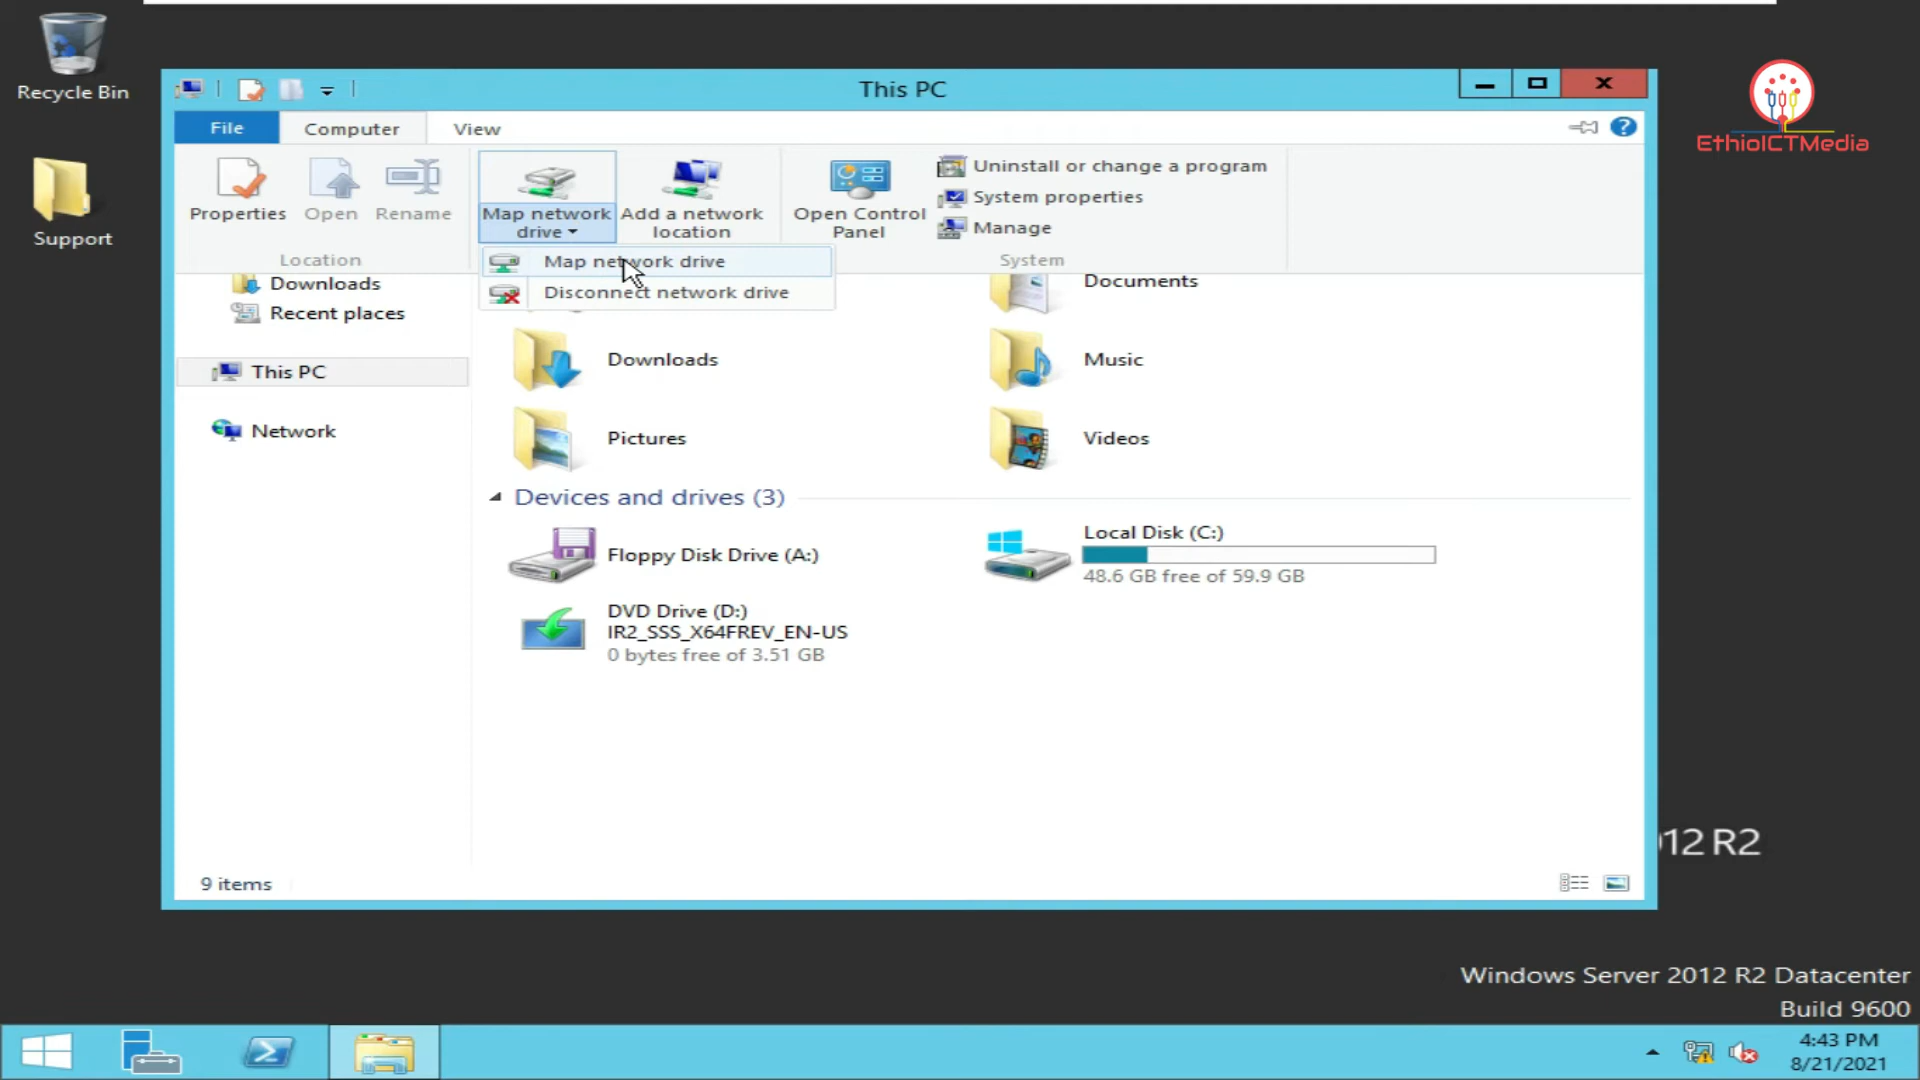 Recycle Bin
Support
This PC
EthioICTMedia
File
Computer
View
Properties
Open
Rename
Map network drive
Add a network location
Open Control Panel
Uninstall or change a program
System properties
Manage
Location
System
Map network drive
Disconnect network drive
Downloads
Recent places
This PC
Network
Documents
Downloads
Music
Pictures
Videos
Devices and drives (3)
Floppy Disk Drive (A:)
Local Disk (C:)
48.6 GB free of 59.9 GB
DVD Drive (D:)
IR2_SSS_X64FREV_EN-US
0 bytes free of 3.51 GB
9 items
12 R2
Windows Server 2012 R2 Datacenter
Build 9600
4:43 PM
8/21/2021